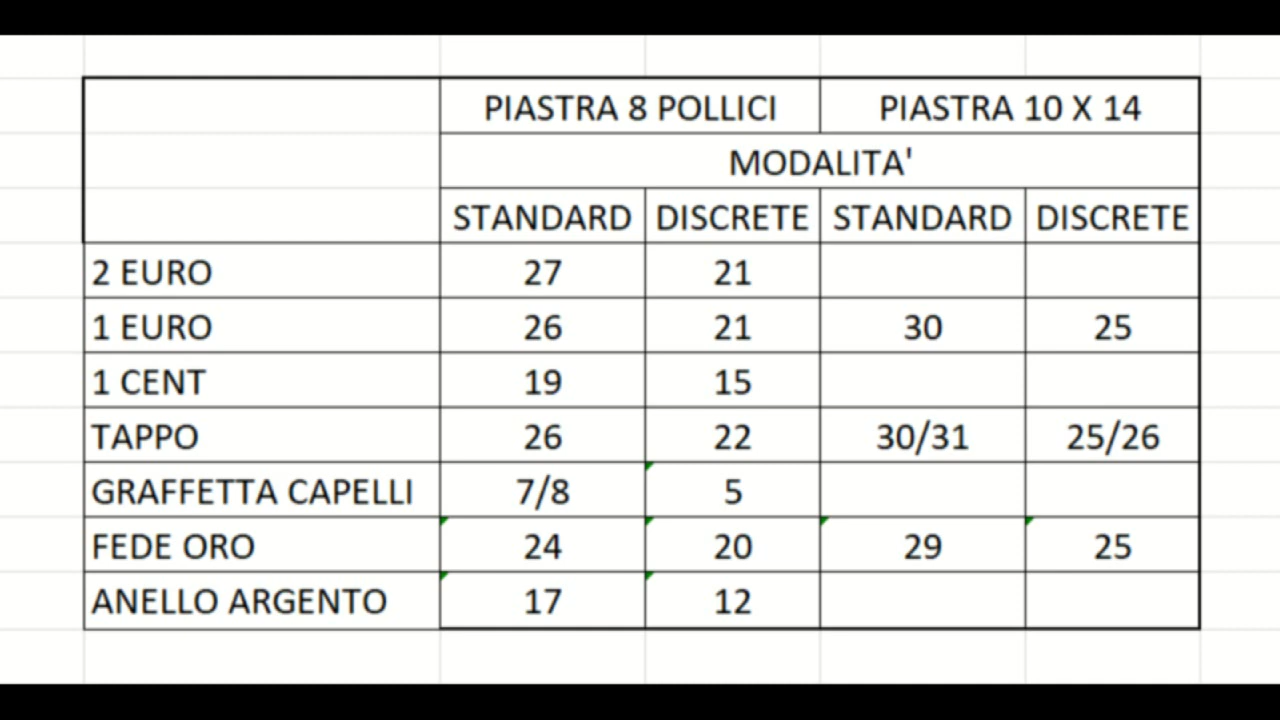 PIASTRA 8 POLLICI PIASTRA 10 X 14
MODALITA'
STANDARD DISCRETE STANDARD DISCRETE
2 EURO 27 21
1 EURO 26 21 30 25
1 CENT 19 15
TAPPO 26 22 30/31 25/26
GRAFFETTA CAPELLI 7/8 5
FEDE ORO 24 20 29 25
ANELLO ARGENTO 17 12